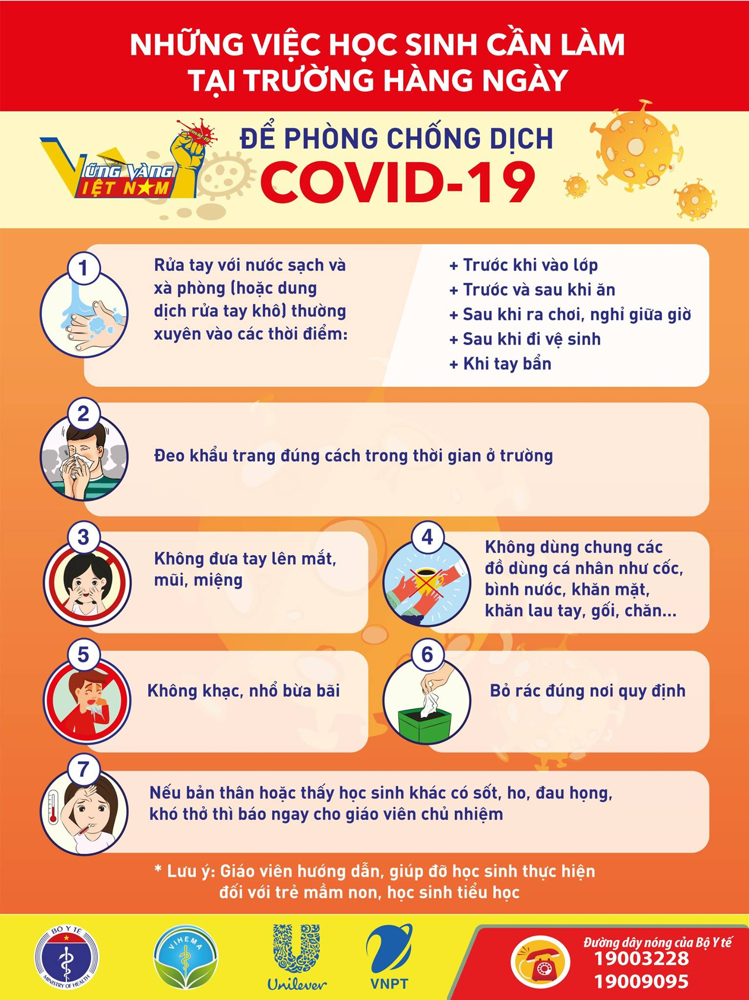 NHỮNG VIỆC HỌC SINH CẦN LÀM
TẠI TRƯỜNG HÀNG NGÀY
VỮNG VÀNG
VIỆT NAM
covid-19
ĐỂ PHÒNG CHỐNG DỊCH
COVID-19
1
Rửa tay với nước sạch và
xà phòng (hoặc dung
dịch rửa tay khô) thường
xuyên vào các thời điểm:
+ Trước khi vào lớp
+ Trước và sau khi ăn
+ Sau khi ra chơi, nghỉ giữa giờ
+ Sau khi đi vệ sinh
+ Khi tay bẩn
2
Đeo khẩu trang đúng cách trong thời gian ở trường
3
Không đưa tay lên mắt,
mũi, miệng
4
Không dùng chung các
đồ dùng cá nhân như cốc,
bình nước, khăn mặt,
khăn lau tay, gối, chăn...
5
Không khạc, nhổ bừa bãi
6
Bỏ rác đúng nơi quy định
7
Nếu bản thân hoặc thấy học sinh khác có sốt, ho, đau họng,
khó thở thì báo ngay cho giáo viên chủ nhiệm
* Lưu ý: Giáo viên hướng dẫn, giúp đỡ học sinh thực hiện
đối với trẻ mầm non, học sinh tiểu học
BỘ Y TẾ
MINISTRY OF HEALTH
VIHEMA
Unilever
VNPT
Đường dây nóng của Bộ Y tế
19003228
19009095